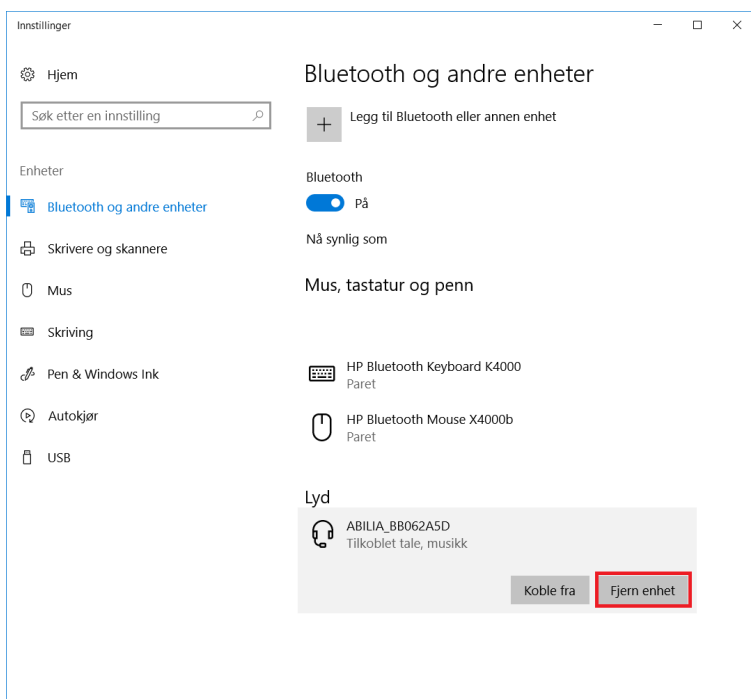 Innstillinger
Hjem
Søk etter en innstilling
Enheter
Bluetooth og andre enheter
Skrivere og skannere
Mus
Skriving
Pen & Windows Ink
Autokjør
USB
Bluetooth og andre enheter
Legg til Bluetooth eller annen enhet
Bluetooth
På
Nå synlig som
Mus, tastatur og penn
HP Bluetooth Keyboard K4000
Paret
HP Bluetooth Mouse X4000b
Paret
Lyd
ABILIA_BB062A5D
Tilkoblet tale, musikk
Koble fra
Fjern enhet